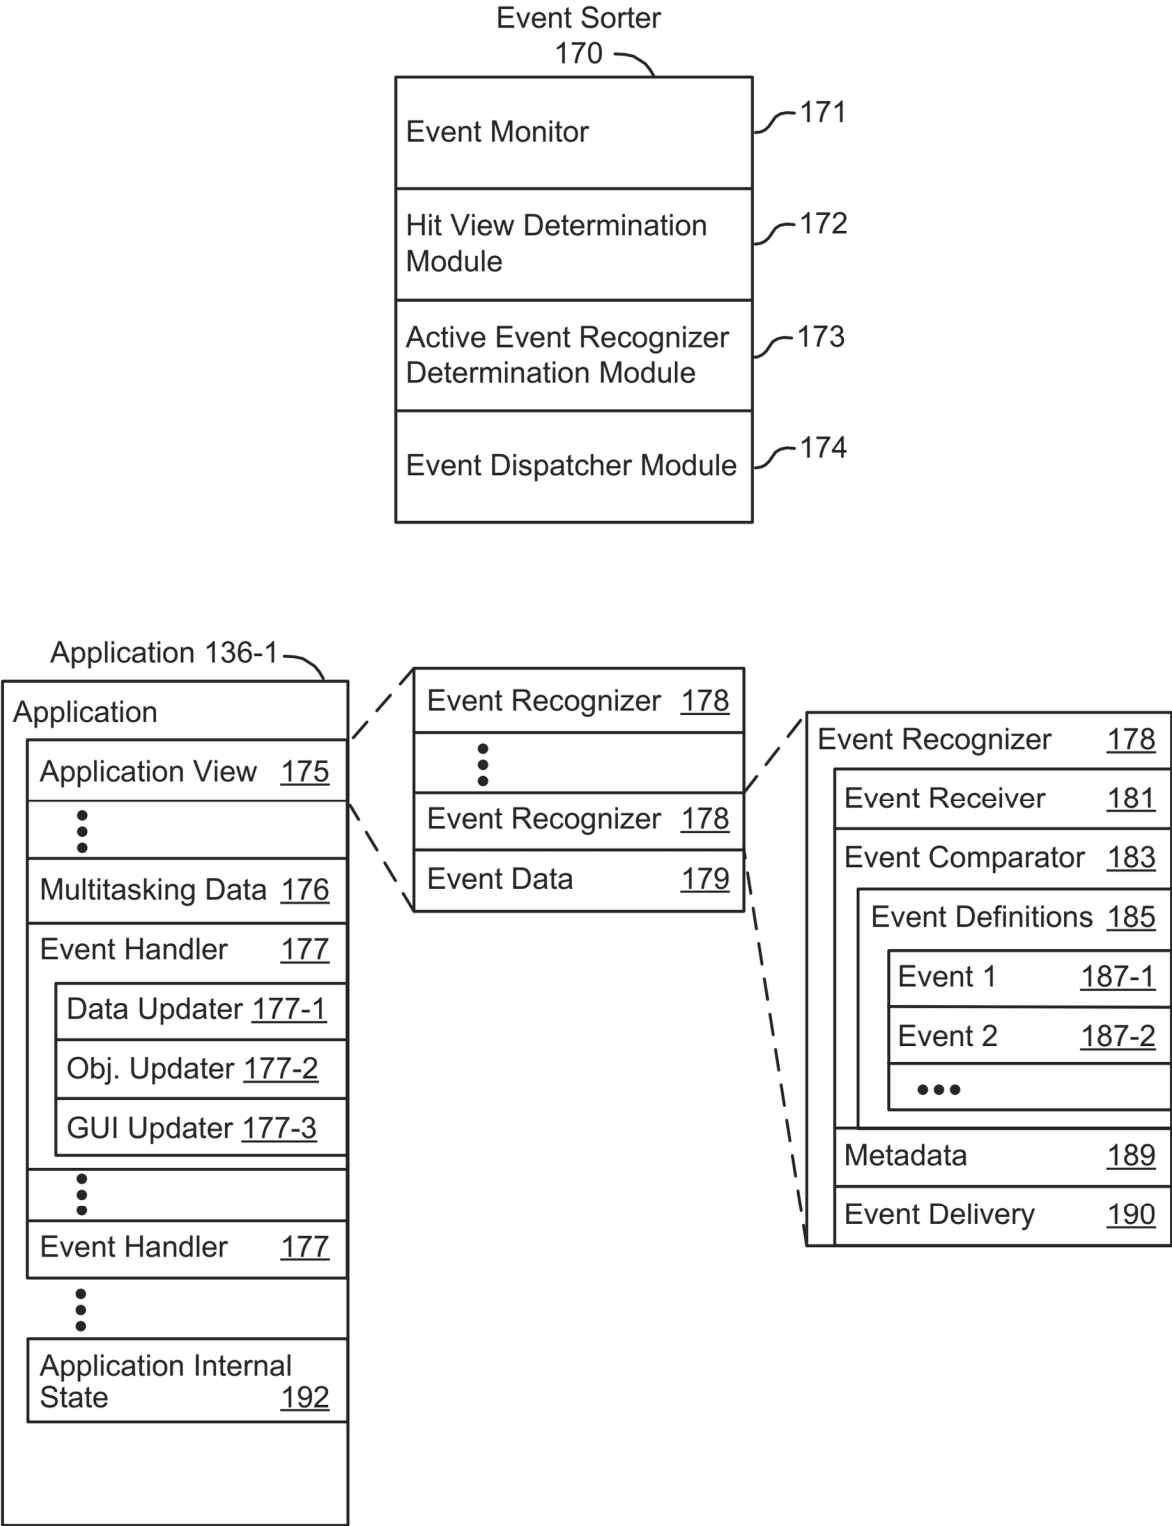 Event Sorter
170
Event Monitor
171
Hit View Determination
Module
172
Active Event Recognizer
Determination Module
173
Event Dispatcher Module
174
Application 136-1
Application
Application View 175
Multitasking Data 176
Event Handler 177
Data Updater 177-1
Obj. Updater 177-2
GUI Updater 177-3
Event Handler 177
Application Internal
State 192
Event Recognizer 178
Event Recognizer 178
Event Data 179
Event Recognizer 178
Event Receiver 181
Event Comparator 183
Event Definitions 185
Event 1 187-1
Event 2 187-2
Metadata 189
Event Delivery 190